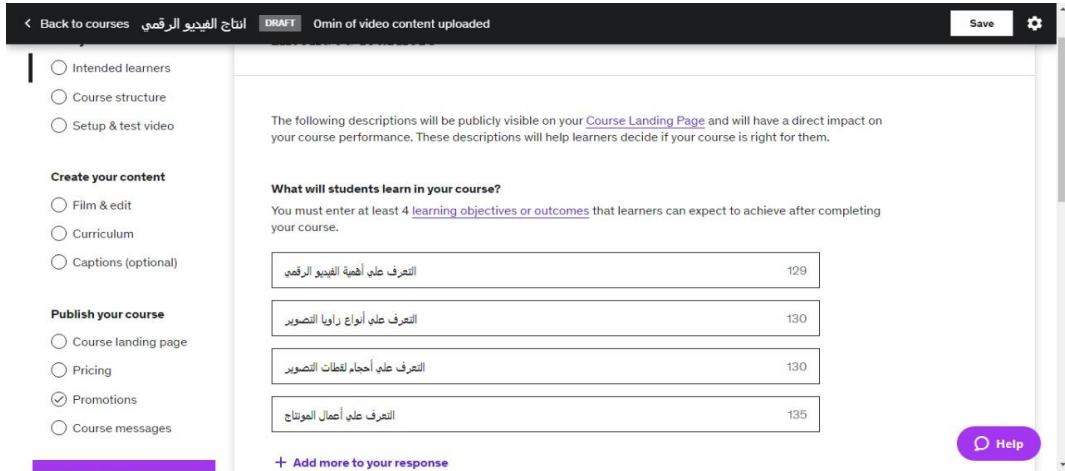 Back to courses انتاج الفيديو الرقمي DRAFT 0min of video content uploaded Save
Intended learners
Course structure
Setup & test video
Create your content
Film & edit
Curriculum
Captions (optional)
Publish your course
Course landing page
Pricing
Promotions
Course messages
The following descriptions will be publicly visible on your Course Landing Page and will have a direct impact on
your course performance. These descriptions will help learners decide if your course is right for them.
What will students learn in your course?
You must enter at least 4 learning objectives or outcomes that learners can expect to achieve after completing
your course.
التعرف علي أهمية الفيديو الرقمي 129
التعرف علي أنواع زاويا التصوير 130
التعرف علي أحجام لقطات التصوير 130
التعرف علي أعمال المونتاج 135
+ Add more to your response
Help